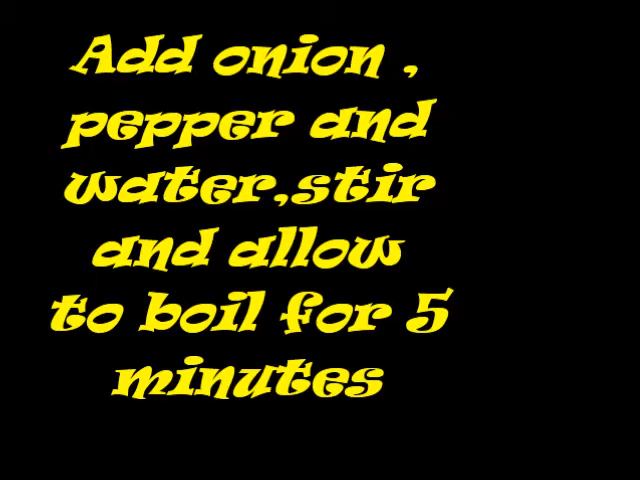 Add onion ,
pepper and
water,stir
and allow
to boil for 5
minutes